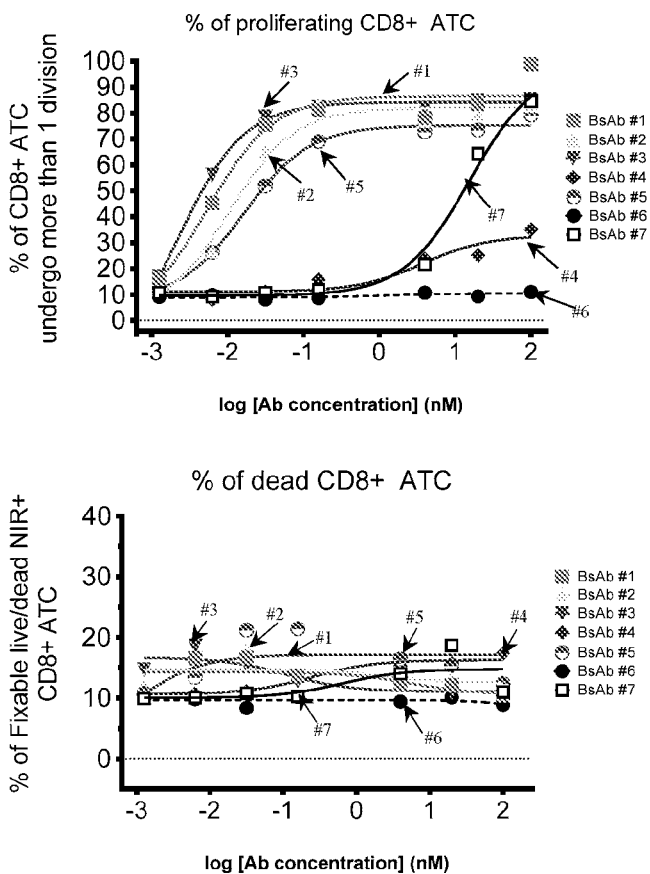 % of proliferating CD8+ ATC
% of CD8+ ATC
undergo more than 1 division
100
90
80
70
60
50
40
30
20
10
0
-3 -2 -1 0 1 2
#3
#1
#2
#5
#7
#4
#6
BsAb #1
BsAb #2
BsAb #3
BsAb #4
BsAb #5
BsAb #6
BsAb #7
log [Ab concentration] (nM)
% of dead CD8+ ATC
% of Fixable live/dead NIR+
CD8+ ATC
40
30
20
10
0
-3 -2 -1 0 1 2
#3
#2
#1
#5
#4
#7
#6
BsAb #1
BsAb #2
BsAb #3
BsAb #4
BsAb #5
BsAb #6
BsAb #7
log [Ab concentration] (nM)